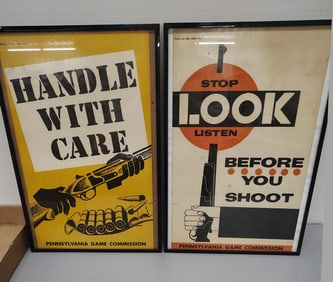 HANDLE
WITH
CARE
PENNSYLVANIA GAME COMMISSION
STOP
LOOK
LISTEN
BEFORE
YOU
SHOOT
PENNSYLVANIA GAME COMMISSION